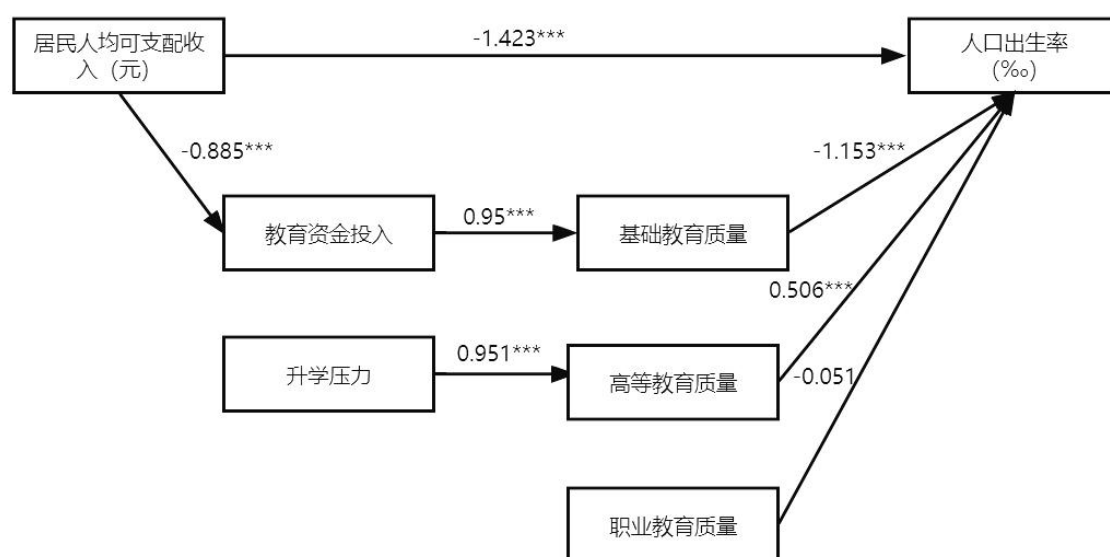 居民人均可支配收
入（元）
-1.423***
人口出生率
（‰）
-0.885***
-1.153***
教育资金投入
0.95***
基础教育质量
0.506***
升学压力
0.951***
高等教育质量
-0.051
职业教育质量